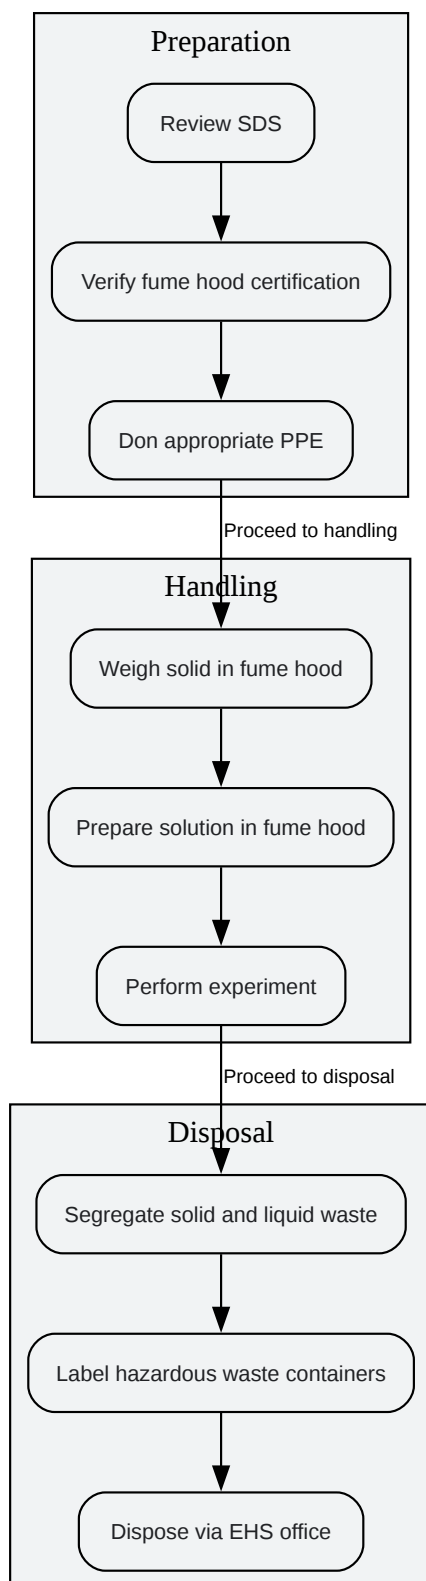 Preparation
Review SDS
Verify fume hood certification
Don appropriate PPE
Proceed to handling
Handling
Weigh solid in fume hood
Prepare solution in fume hood
Perform experiment
Proceed to disposal
Disposal
Segregate solid and liquid waste
Label hazardous waste containers
Dispose via EHS office